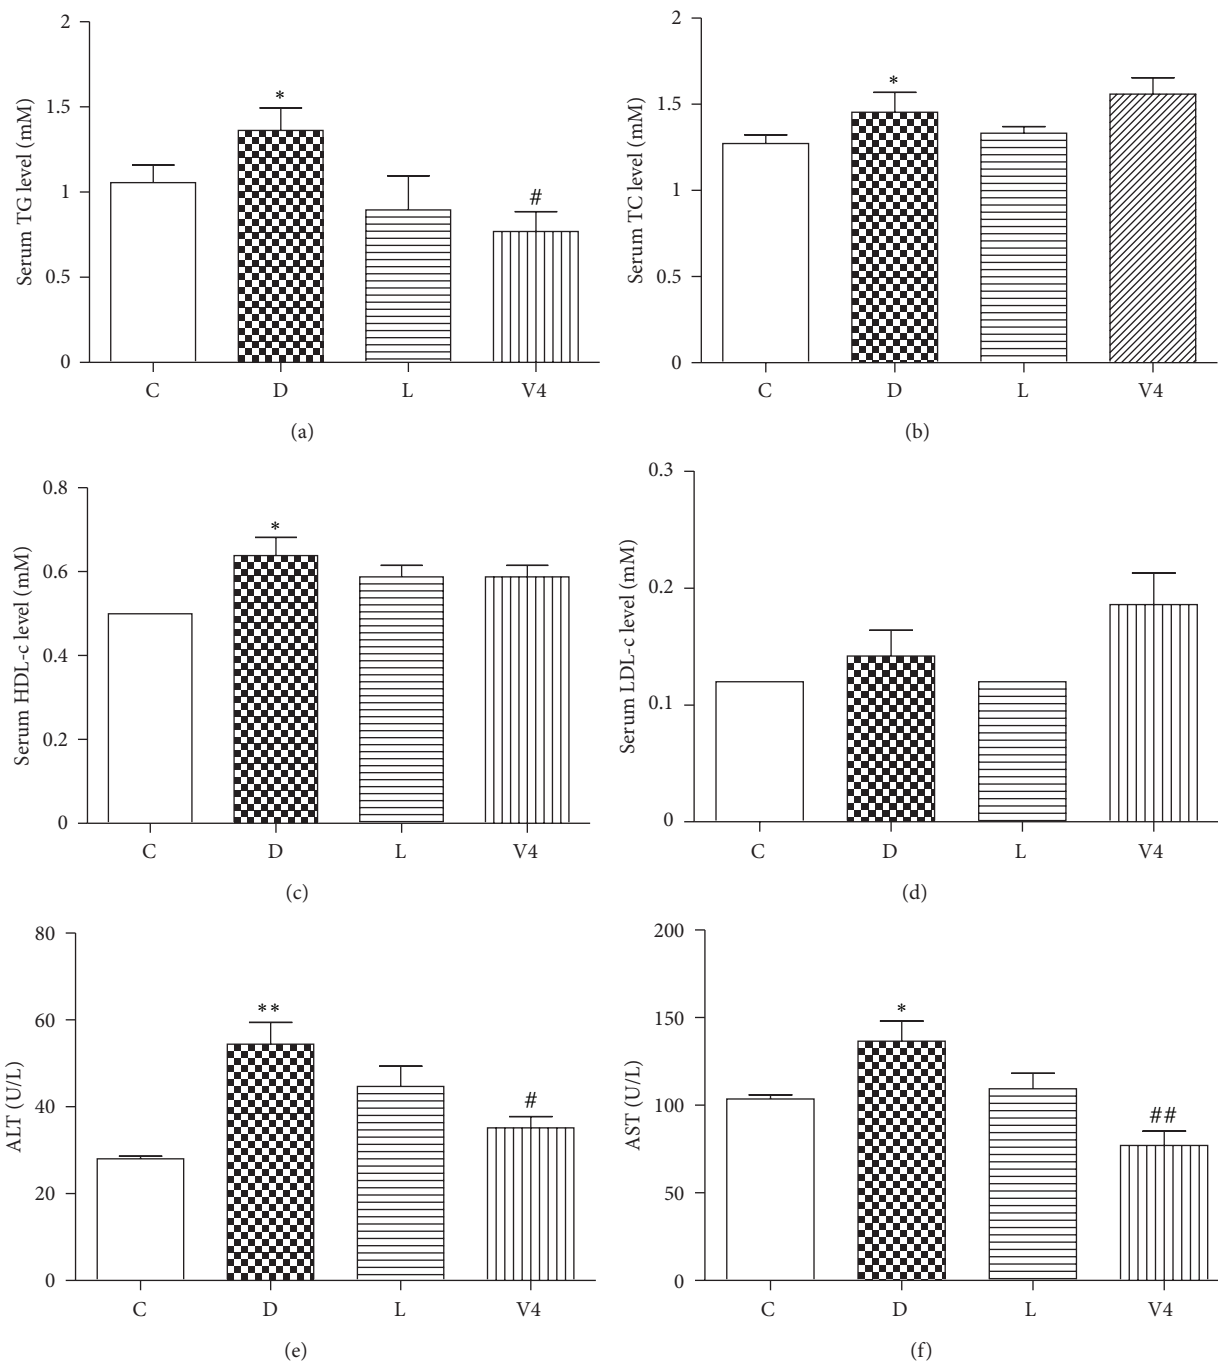 Serum TG level (mM)
2
1.5
1
0.5
0
*
#
C D L V4
(a)
Serum TC level (mM)
2
1.5
1
0.5
0
*
C D L V4
(b)
Serum HDL-c level (mM)
0.8
0.6
0.4
0.2
0
*
C D L V4
(c)
Serum LDL-c level (mM)
0.3
0.2
0.1
0
C D L V4
(d)
ALT (U/L)
80
60
40
20
0
**
#
C D L V4
(e)
AST (U/L)
200
150
100
50
0
*
##
C D L V4
(f)